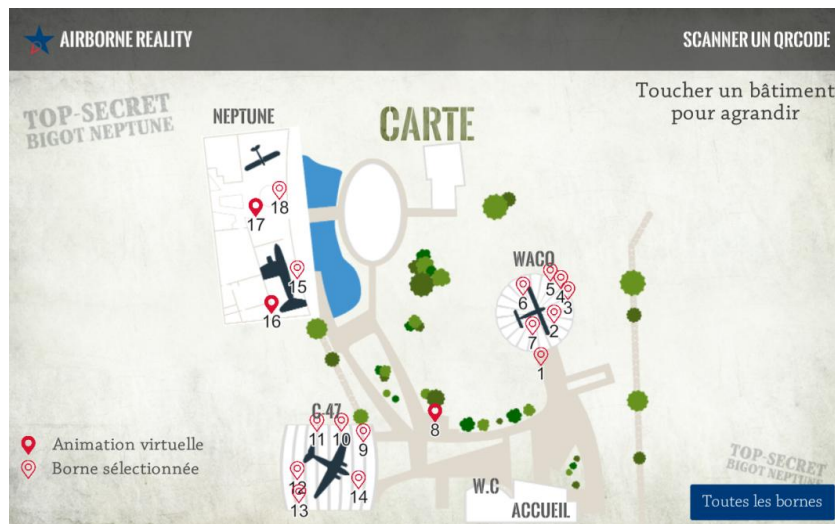 AIRBORNE REALITY
SCANNER UN QRCODE
Toucher un bâtiment
pour agrandir
TOP-SECRET
BIGOT NEPTUNE
NEPTUNE
CARTE
18
17
15
16
WACO
5
4
6
3
2
7
1
C-47
11
10
9
8
12
14
13
Animation virtuelle
Borne sélectionnée
W.C
ACCUEIL
TOP-SECRET
BIGOT NEPTUNE
Toutes les bornes